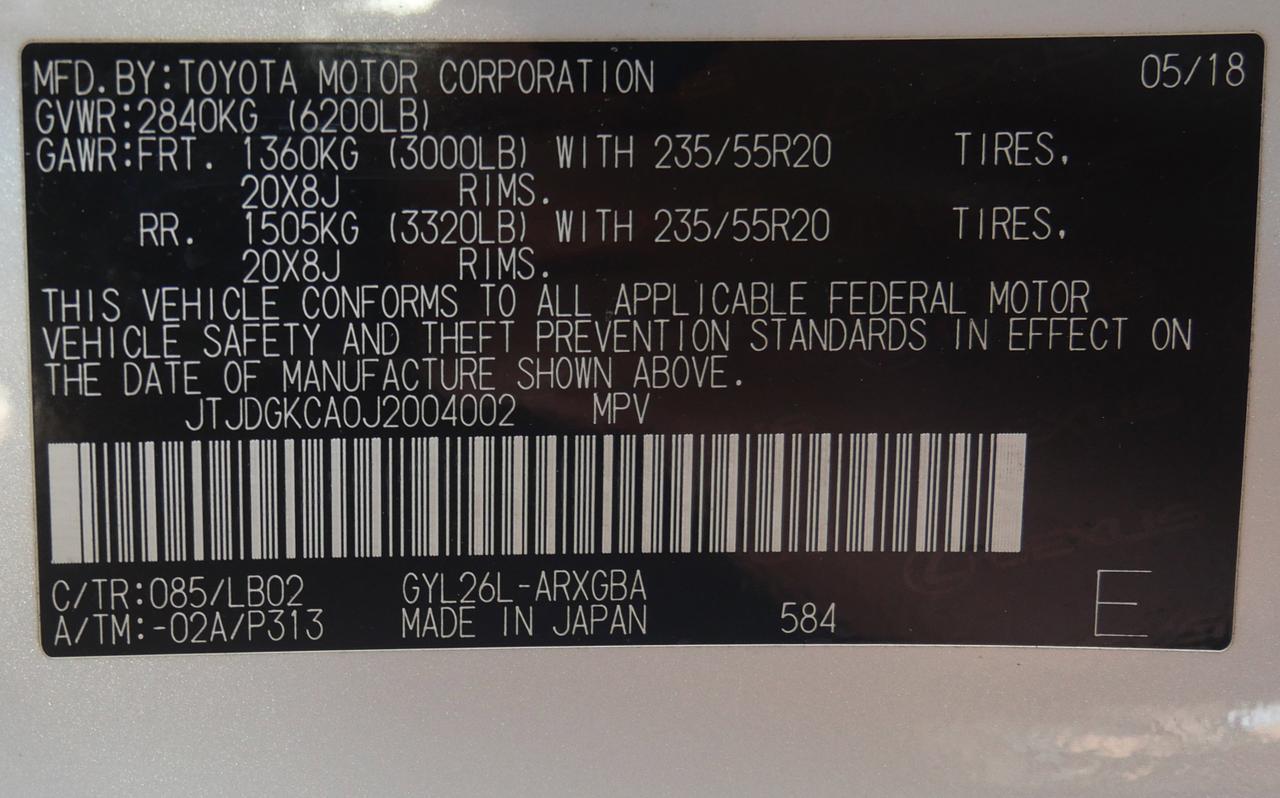 MFD.BY:TOYOTA MOTOR CORPORATION 05/18
GVWR:2840KG (6200LB)
GAWR:FRT. 1360KG (3000LB) WITH 235/55R20 TIRES,
20X8J RIMS.
RR. 1505KG (3320LB) WITH 235/55R20 TIRES,
20X8J RIMS.
THIS VEHICLE CONFORMS TO ALL APPLICABLE FEDERAL MOTOR
VEHICLE SAFETY AND THEFT PREVENTION STANDARDS IN EFFECT ON
THE DATE OF MANUFACTURE SHOWN ABOVE.
JTJDGKCA0J2004002 MPV
LEXUS
C/TR:085/LB02 GYL26L-ARXGBA
A/TM:-02A/P313 MADE IN JAPAN 584 E